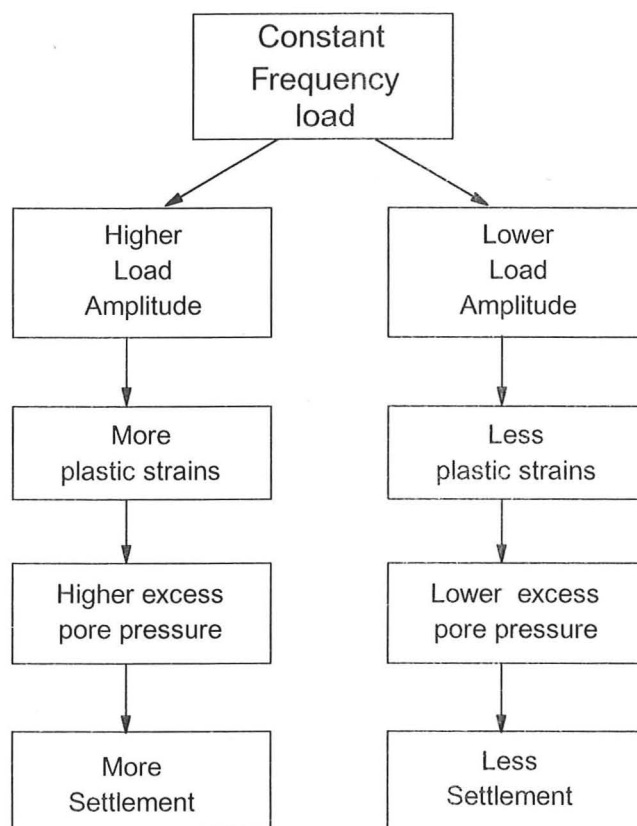 Constant
Frequency
load
Higher
Load
Amplitude
Lower
Load
Amplitude
More
plastic strains
Less
plastic strains
Higher excess
pore pressure
Lower excess
pore pressure
More
Settlement
Less
Settlement